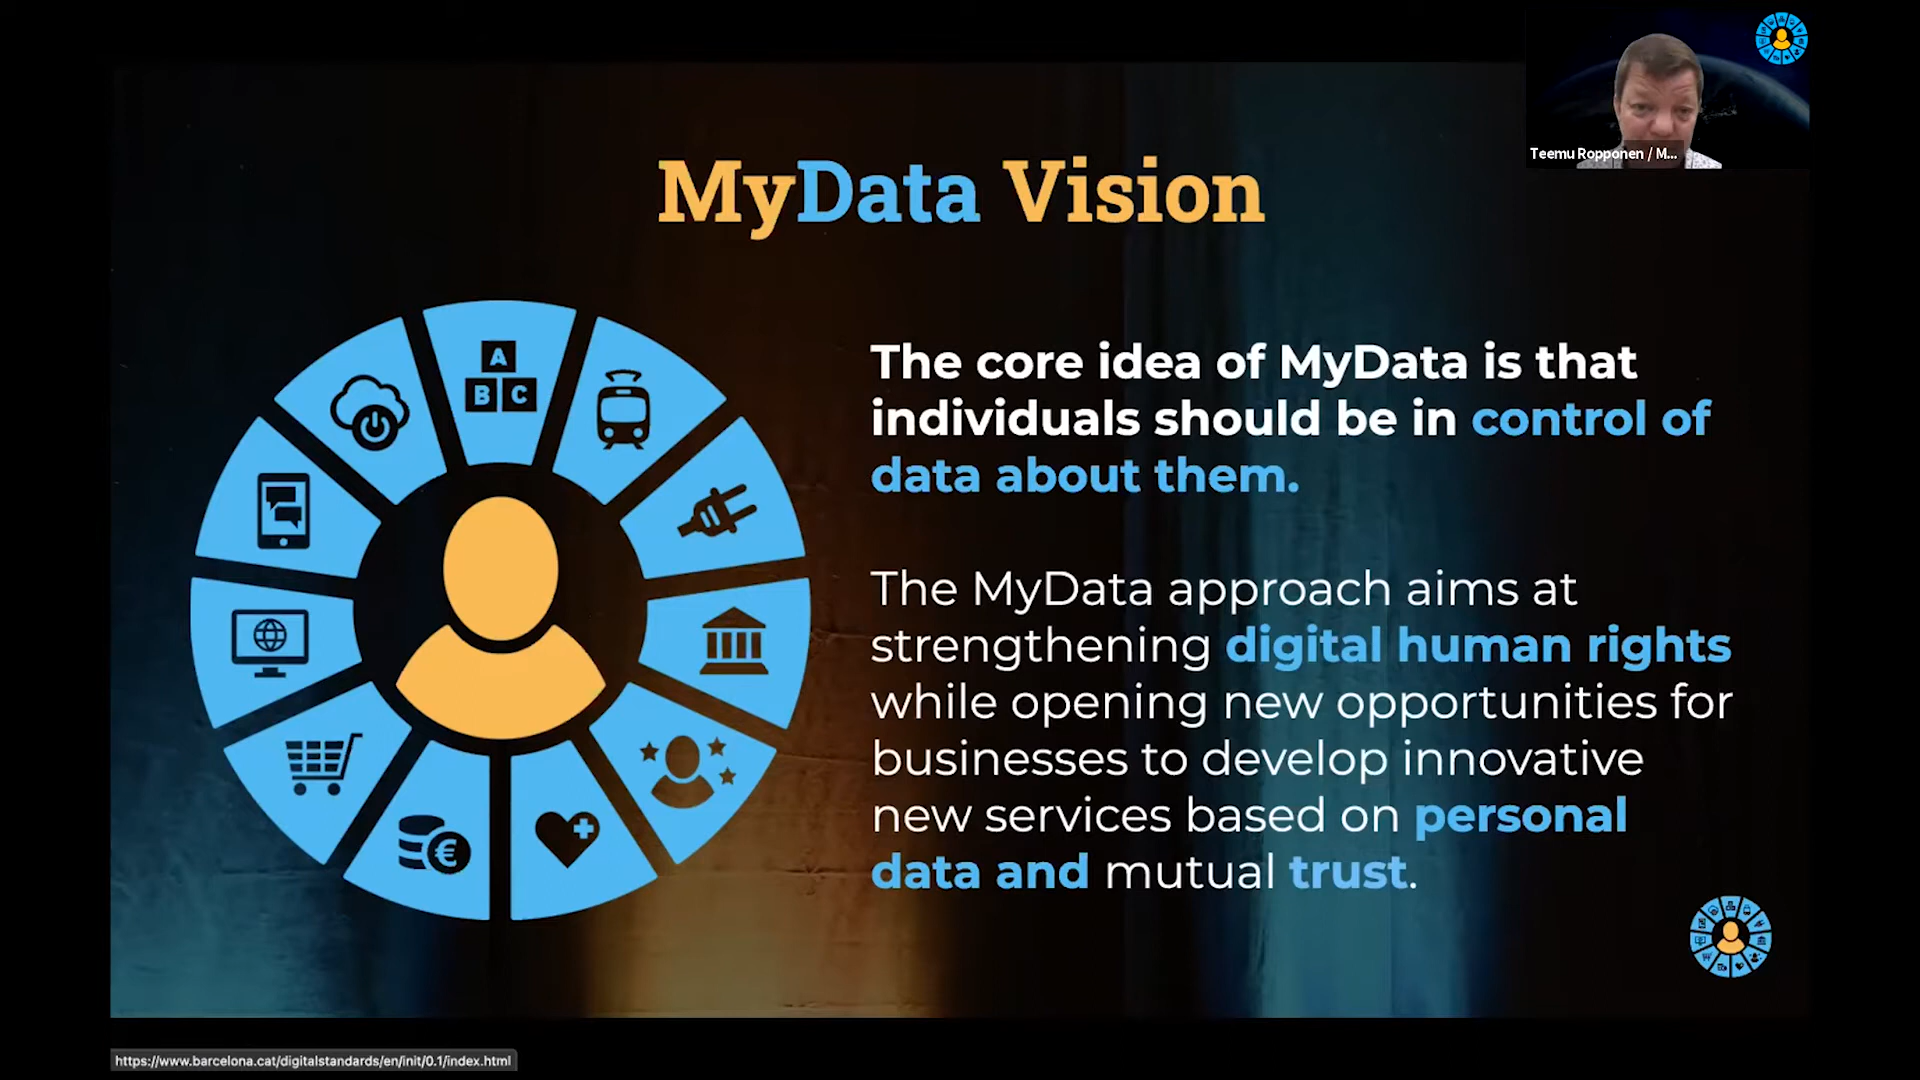 Teemu Ropponen / M...
MyData Vision
A
B C
€
The core idea of MyData is that
individuals should be in control of
data about them.
The MyData approach aims at
strengthening digital human rights
while opening new opportunities for
businesses to develop innovative
new services based on personal
data and mutual trust.
https://www.barcelona.cat/digitalstandards/en/init/0.1/index.html